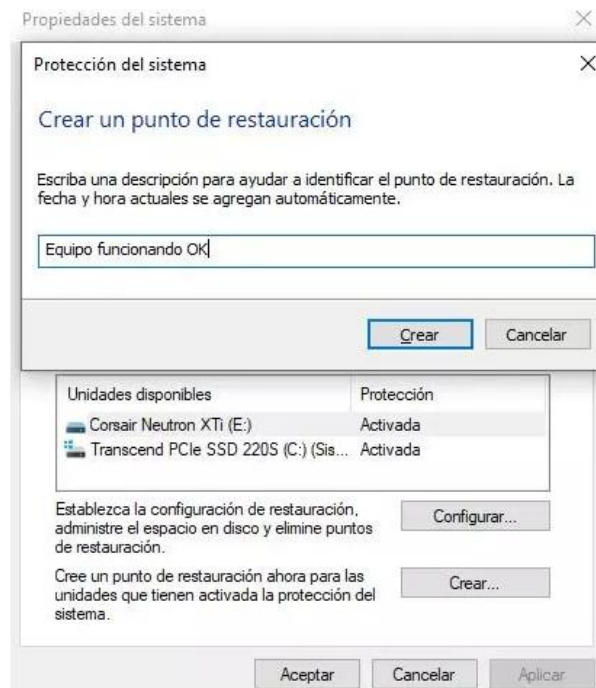 Propiedades del sistema
Protección del sistema
Crear un punto de restauración
Escriba una descripción para ayudar a identificar el punto de restauración. La
fecha y hora actuales se agregan automáticamente.
Equipo funcionando OK
Crear
Cancelar
Unidades disponibles
Protección
Corsair Neutron XTi (E:)
Activada
Transcend PCIe SSD 220S (C:) (Sis...
Activada
Establezca la configuración de restauración,
administre el espacio en disco y elimine puntos
de restauración.
Configurar...
Cree un punto de restauración ahora para las
unidades que tienen activada la protección del
sistema.
Crear...
Aceptar
Cancelar
Aplicar